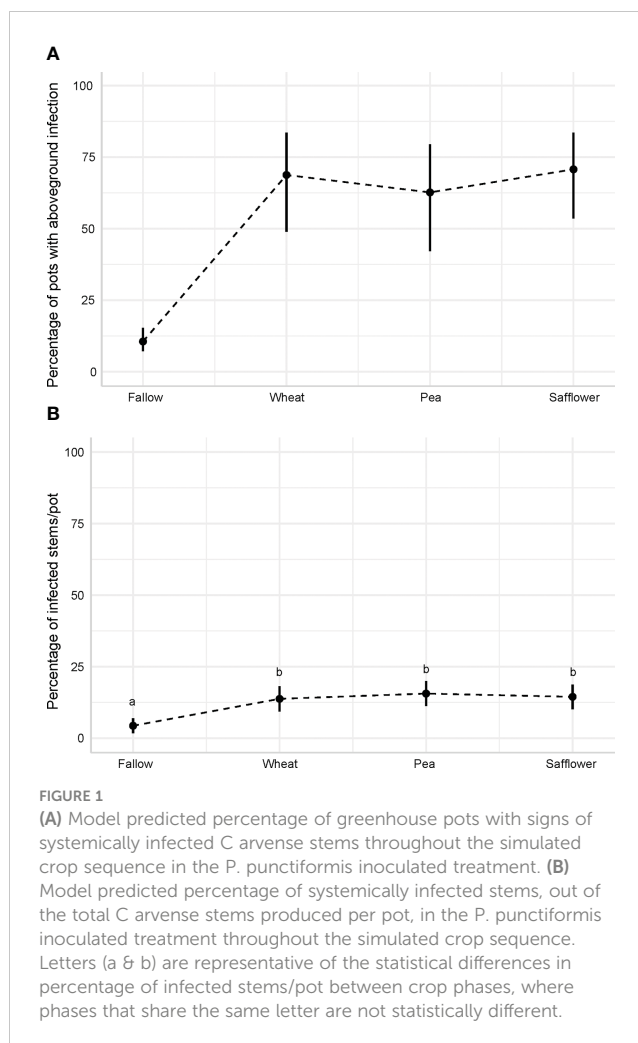 A
Percentage of pots with aboveground infection
100
75
50
25
0
Fallow
Wheat
Pea
Safflower
B
Percentage of infected stems/pot
100
75
50
25
0
a
b
b
b
Fallow
Wheat
Pea
Safflower
FIGURE 1
(A) Model predicted percentage of greenhouse pots with signs of
systemically infected C arvense stems throughout the simulated
crop sequence in the P. punctiformis inoculated treatment. (B)
Model predicted percentage of systemically infected stems, out of
the total C arvense stems produced per pot, in the P. punctiformis
inoculated treatment throughout the simulated crop sequence.
Letters (a & b) are representative of the statistical differences in
percentage of infected stems/pot between crop phases, where
phases that share the same letter are not statistically different.